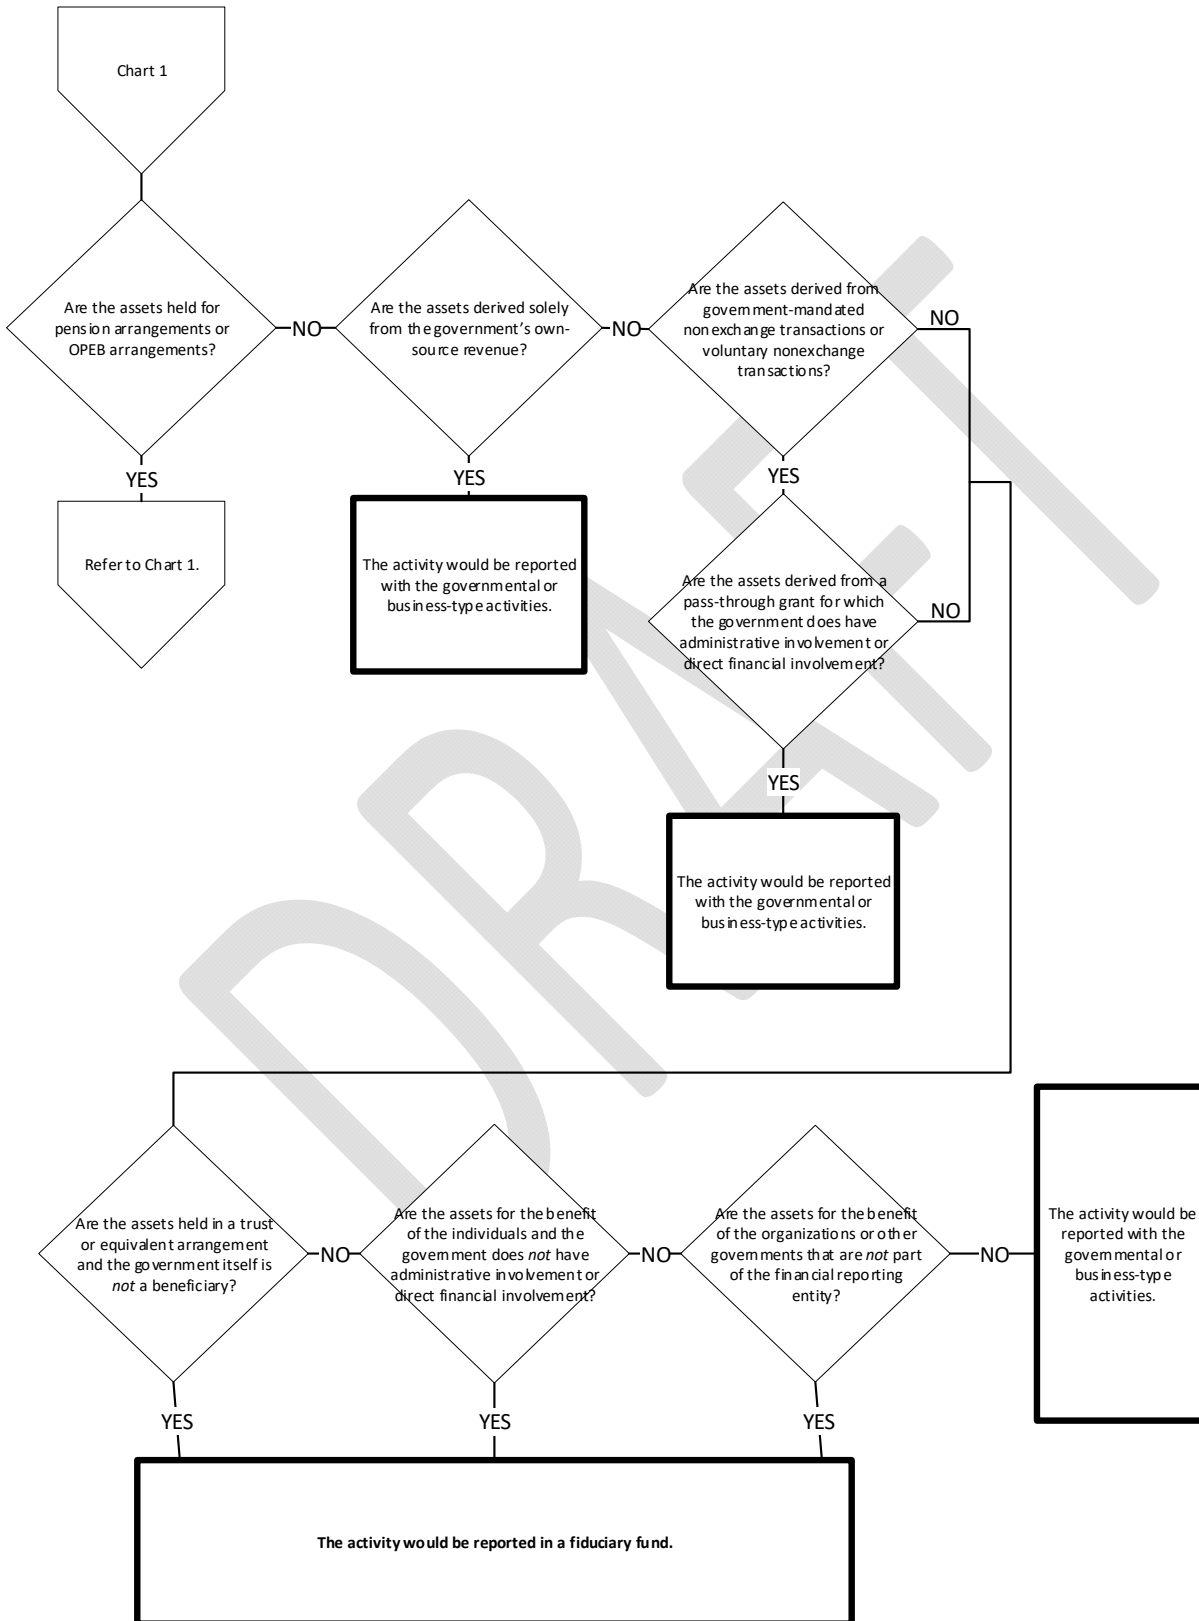 Chart 1
Are the assets held for
pension arrangements or
OPEB arrangements?
NO
Are the assets derived solely
from the government's own-
source revenue?
NO
Are the assets derived from
government-mandated
nonexchange transactions or
voluntary nonexchange
transactions?
NO
YES
YES
YES
Refer to Chart 1.
The activity would be reported
with the governmental or
business-type activities.
Are the assets derived from a
pass-through grant for which
the government does have
administrative involvement or
direct financial involvement?
NO
YES
The activity would be reported
with the governmental or
business-type activities.
DRAFT
Are the assets held in a trust
or equivalent arrangement
and the government itself is
not a beneficiary?
NO
Are the assets for the benefit
of the individuals and the
government does not have
administrative involvement or
direct financial involvement?
NO
Are the assets for the benefit
of the organizations or other
governments that are not part
of the financial reporting
entity?
NO
The activity would be
reported with the
governmental or
business-type
activities.
YES
YES
YES
The activity would be reported in a fiduciary fund.